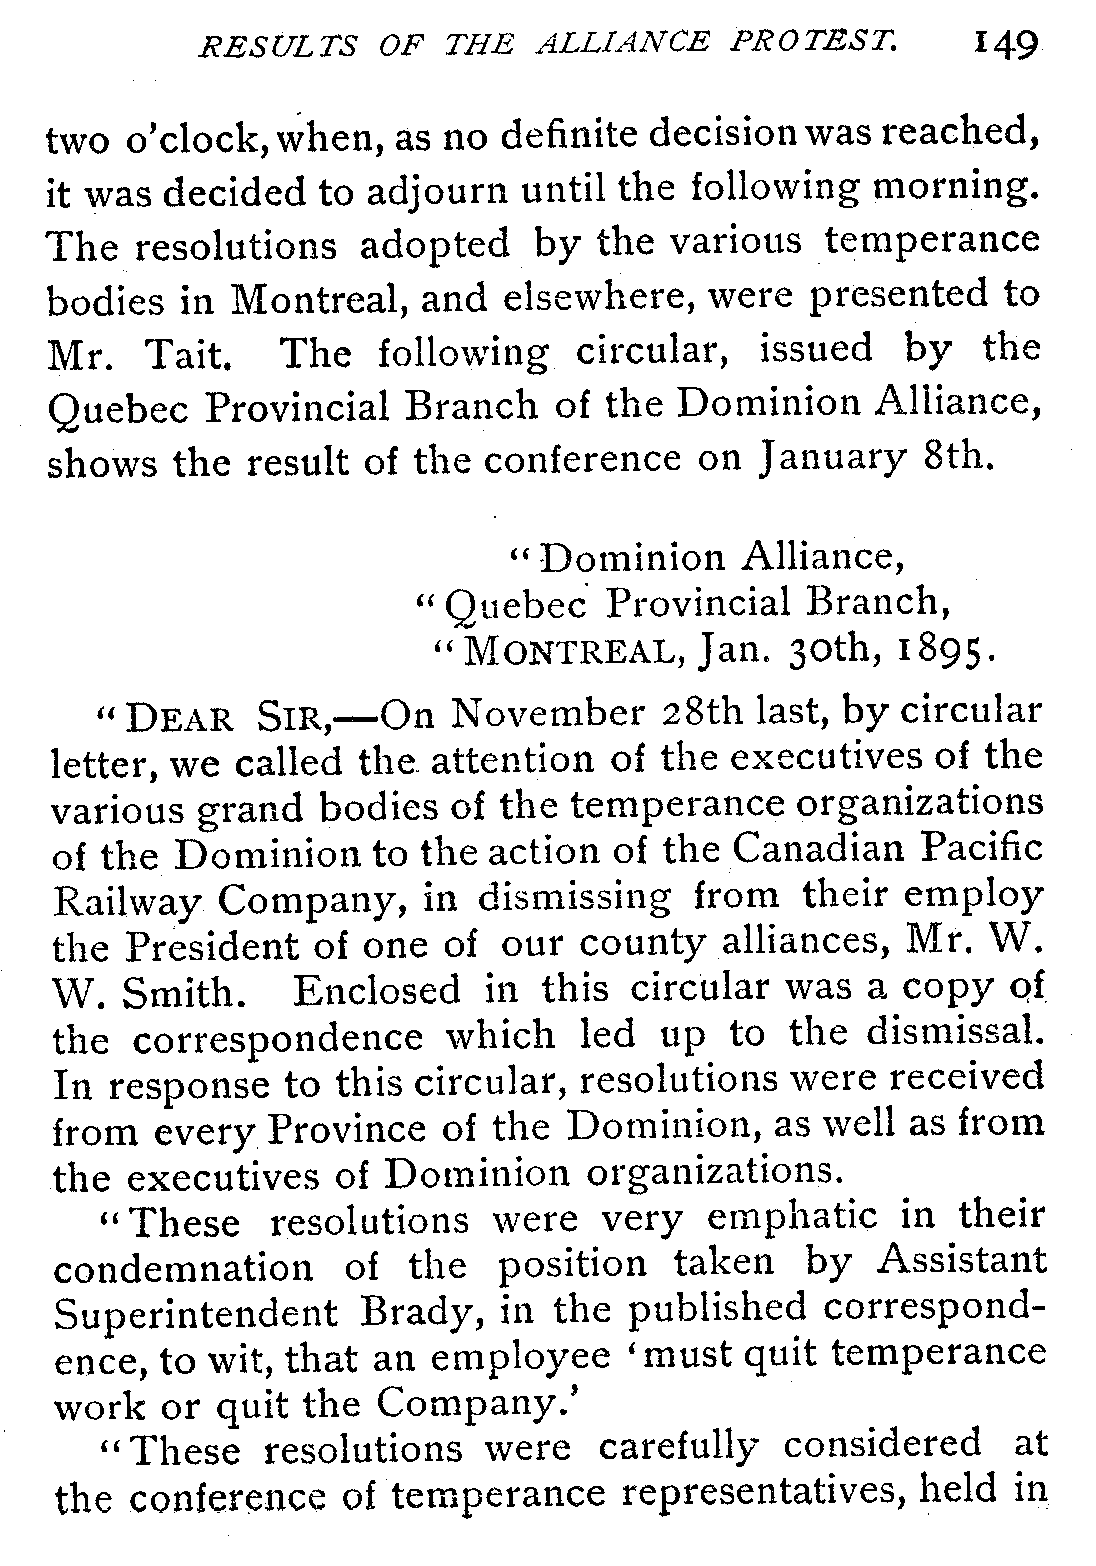 RESULTS OF THE ALLIANCE PROTEST. 149
two o'clock, when, as no definite decision was reached,
it was decided to adjourn until the following morning.
The resolutions adopted by the various temperance
bodies in Montreal, and elsewhere, were presented to
Mr. Tait. The following circular, issued by the
Quebec Provincial Branch of the Dominion Alliance,
shows the result of the conference on January 8th.
“Dominion Alliance,
“Quebec Provincial Branch,
“MONTREAL, Jan. 30th, 1895.
“DEAR SIR,—On November 28th last, by circular
letter, we called the attention of the executives of the
various grand bodies of the temperance organizations
of the Dominion to the action of the Canadian Pacific
Railway Company, in dismissing from their employ
the President of one of our county alliances, Mr. W.
W. Smith. Enclosed in this circular was a copy of
the correspondence which led up to the dismissal.
In response to this circular, resolutions were received
from every Province of the Dominion, as well as from
the executives of Dominion organizations.
“These resolutions were very emphatic in their
condemnation of the position taken by Assistant
Superintendent Brady, in the published correspond-
ence, to wit, that an employee ‘must quit temperance
work or quit the Company.’
“These resolutions were carefully considered at
the conference of temperance representatives, held in